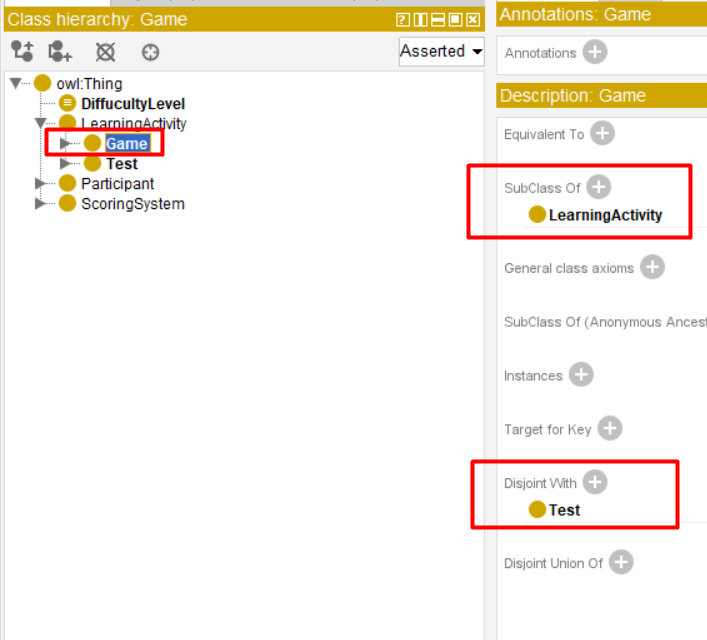 Class hierarchy: Game
Asserted
owl:Thing
DiffucultyLevel
LearningActivity
Game
Test
Participant
ScoringSystem
Annotations: Game
Annotations
Description: Game
Equivalent To
SubClass Of
LearningActivity
General class axioms
SubClass Of (Anonymous Ancest
Instances
Target for Key
Disjoint With
Test
Disjoint Union Of